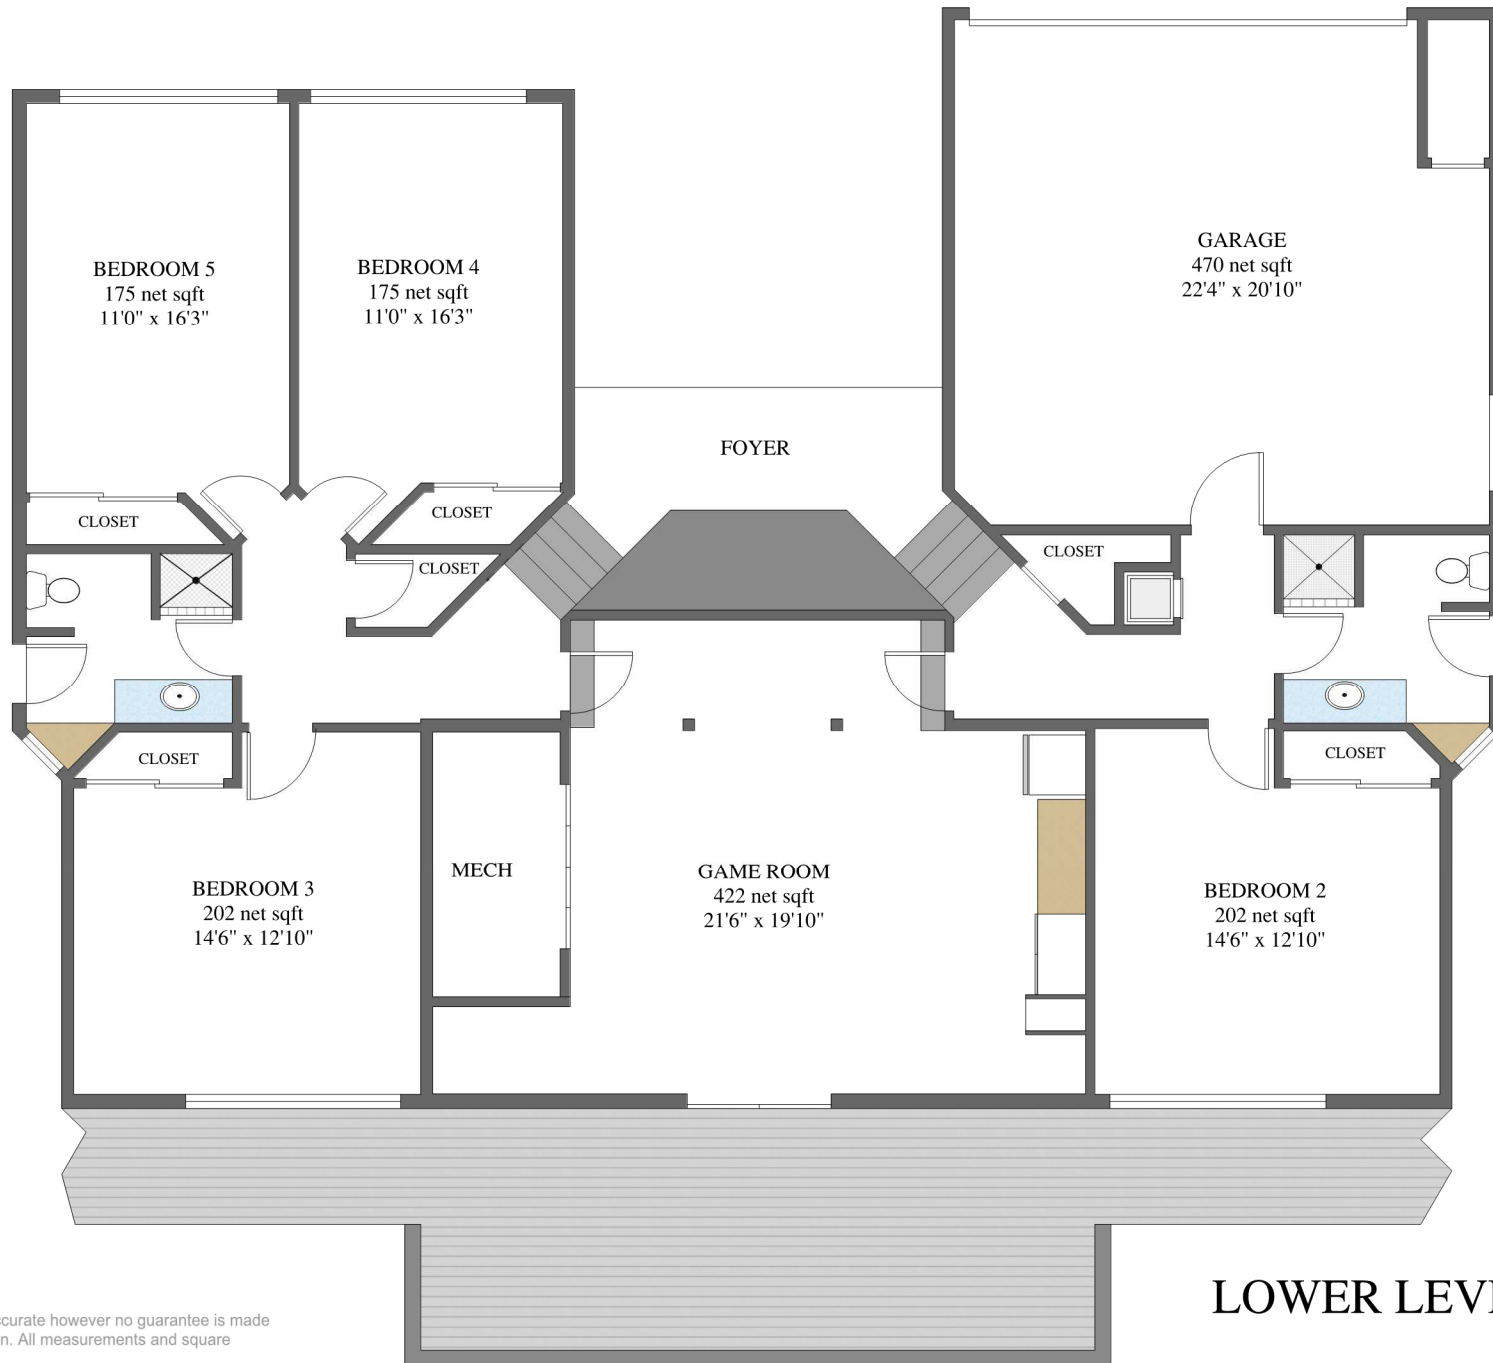 GARAGE
470 net sqft
22'4" x 20'10"
BEDROOM 5
175 net sqft
11'0" x 16'3"
BEDROOM 4
175 net sqft
11'0" x 16'3"
FOYER
CLOSET
CLOSET
CLOSET
CLOSET
CLOSET
CLOSET
MECH
GAME ROOM
422 net sqft
21'6" x 19'10"
BEDROOM 3
202 net sqft
14'6" x 12'10"
BEDROOM 2
202 net sqft
14'6" x 12'10"
LOWER
however no guarantee is made
All measurements and square